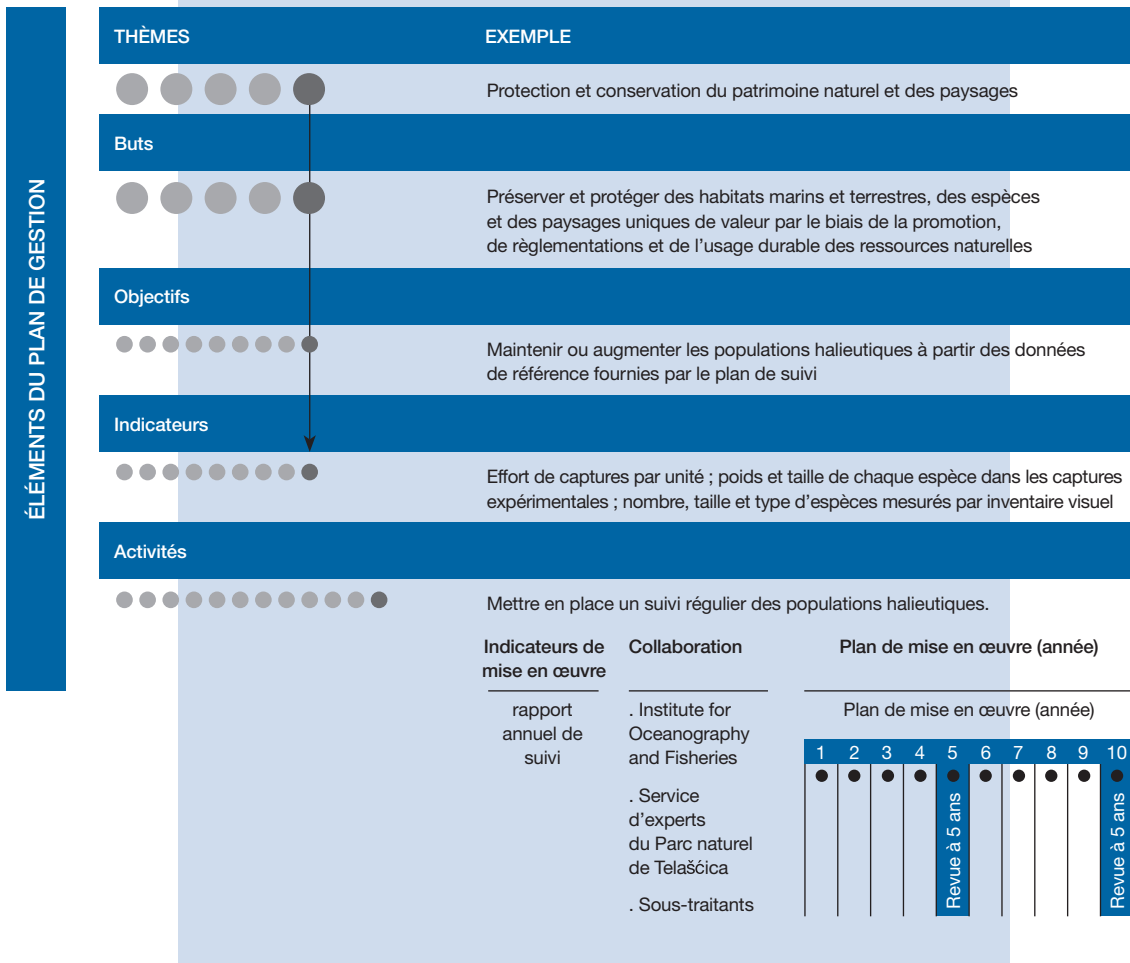 ÉLÉMENTS DU PLAN DE GESTION
THÈMES
EXEMPLE
Protection et conservation du patrimoine naturel et des paysages
Buts
Préserver et protéger des habitats marins et terrestres, des espèces
et des paysages uniques de valeur par le biais de la promotion,
de règlementations et de l’usage durable des ressources naturelles
Objectifs
Maintenir ou augmenter les populations halieutiques à partir des données
de référence fournies par le plan de suivi
Indicateurs
Effort de captures par unité ; poids et taille de chaque espèce dans les captures
expérimentales ; nombre, taille et type d’espèces mesurés par inventaire visuel
Activités
Mettre en place un suivi régulier des populations halieutiques.
Indicateurs de
mise en œuvre
rapport
annuel de
suivi
Collaboration
. Institute for
Oceanography
and Fisheries
. Service
d’experts
du Parc naturel
de Telašćica
. Sous-traitants
Plan de mise en œuvre (année)
Plan de mise en œuvre (année)
1 2 3 4 5 6 7 8 9 10
Revue à 5 ans
Revue à 5 ans